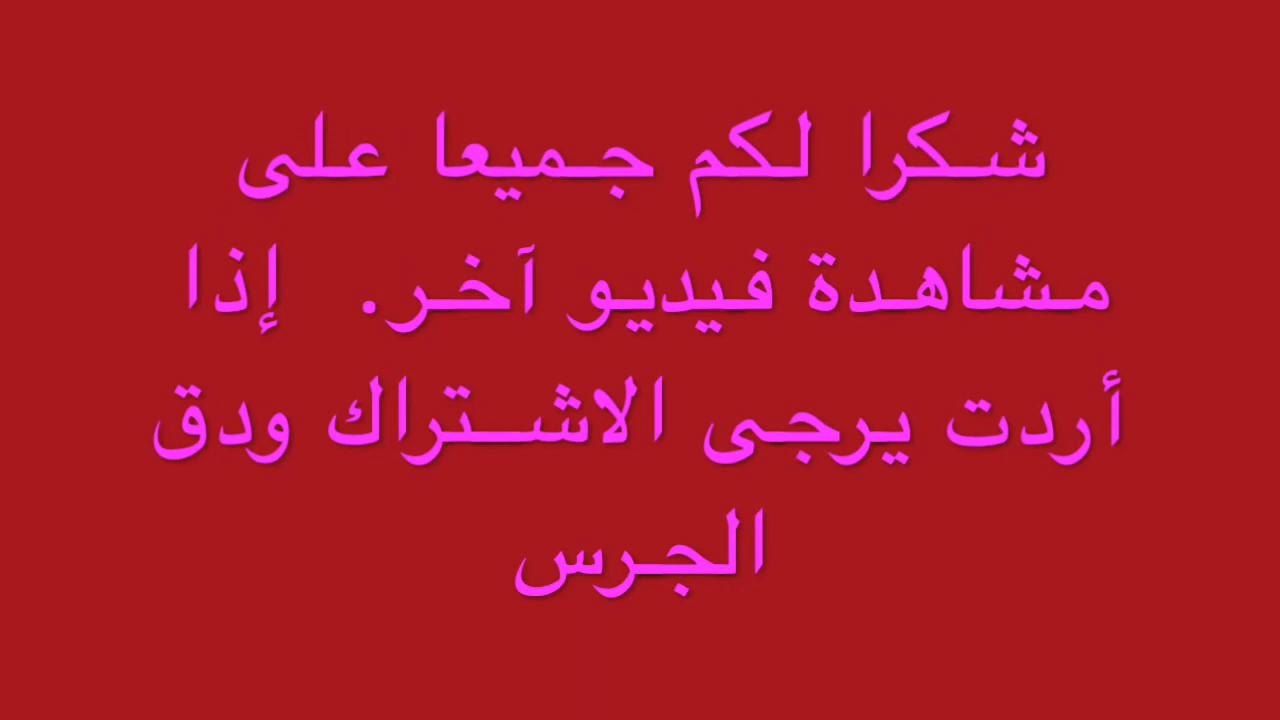 شكرا لكم جميعا على
مشاهدة فيديو آخر. إذا
أردت يرجى الاشتراك ودق
الجرس